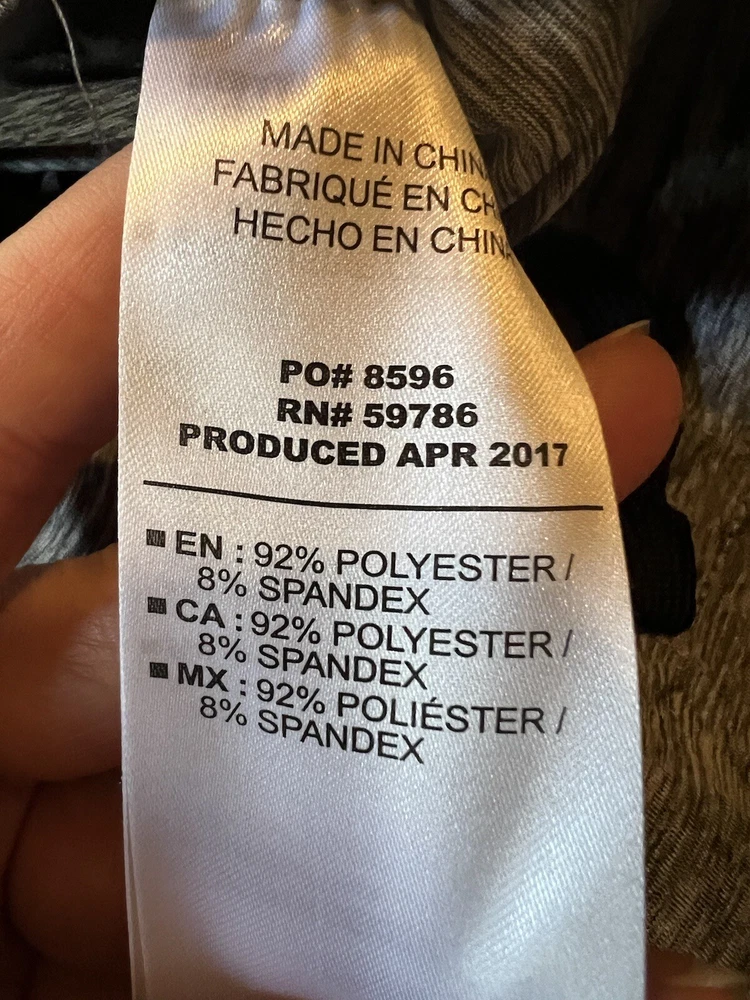 MADE IN CHIN
FABRIQUÉ EN CH
HECHO EN CHINA
PO# 8596
RN# 59786
PRODUCED APR 2017
EN : 92% POLYESTER /
8% SPANDEX
CA : 92% POLYESTER /
8% SPANDEX
MX : 92% POLIÉSTER /
8% SPANDEX